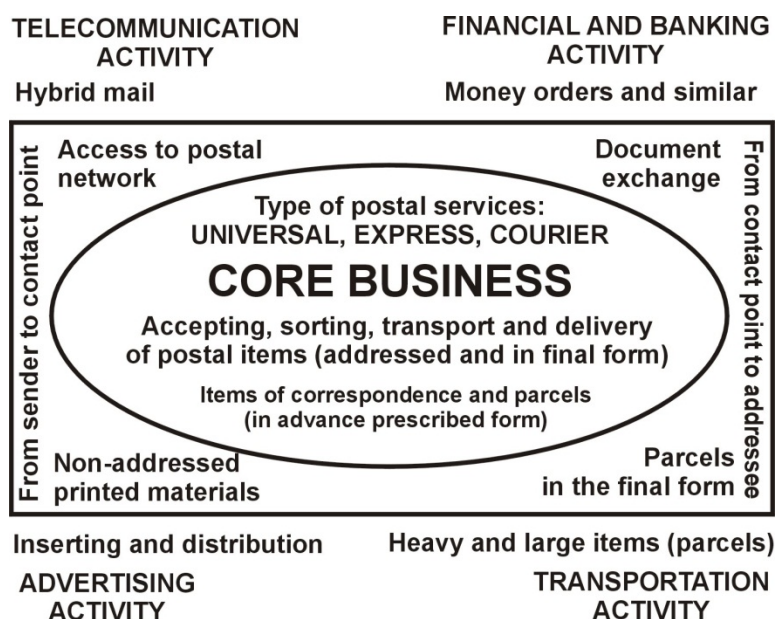 TELECOMMUNICATION
ACTIVITY
Hybrid mail
FINANCIAL AND BANKING
ACTIVITY
Money orders and similar
From sender to contact point
Access to postal
network
Document
exchange
From contact point to addressee
Type of postal services:
UNIVERSAL, EXPRESS, COURIER
CORE BUSINESS
Accepting, sorting, transport and delivery
of postal items (addressed and in final form)
Items of correspondence and parcels
(in advance prescribed form)
Non-addressed
printed materials
Parcels
in the final form
Inserting and distribution
ADVERTISING
ACTIVITY
Heavy and large items (parcels)
TRANSPORTATION
ACTIVITY